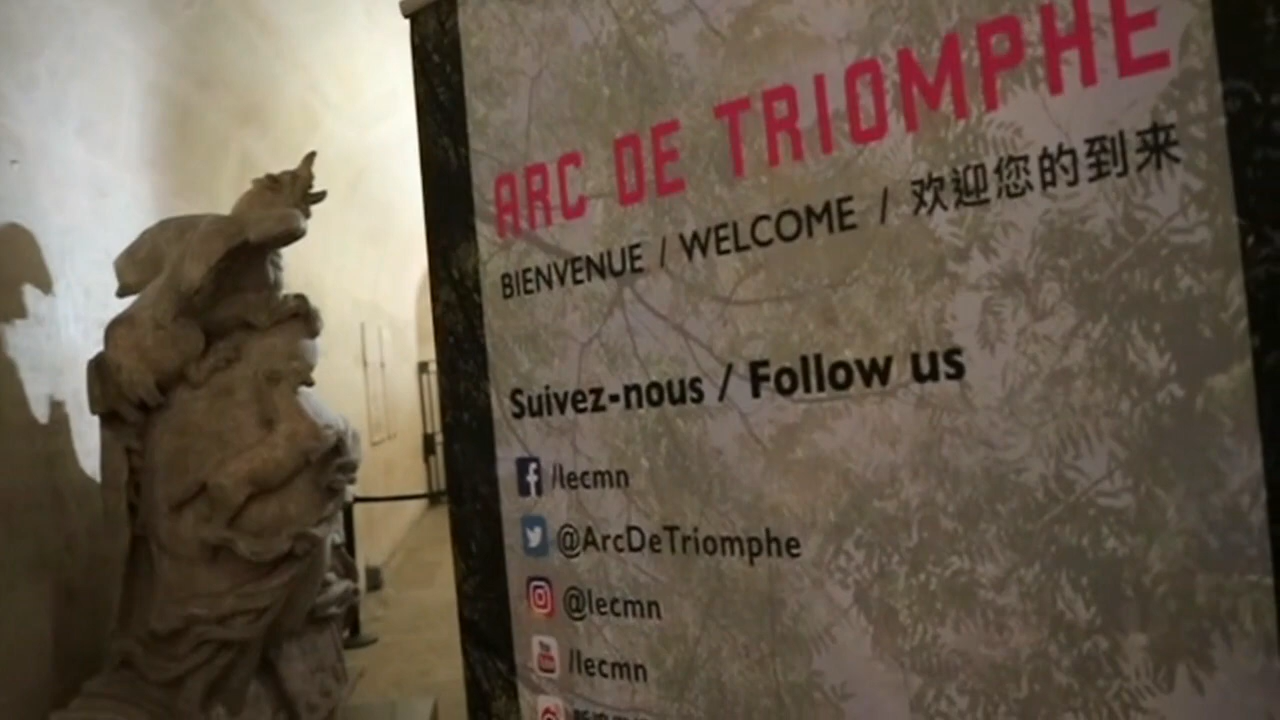 ARC DE TRIOMPHE
BIENVENUE / WELCOME / 欢迎您的到来
Suivez-nous / Follow us
/lecmn
@ArcDeTriomphe
@lecmn
/lecmn